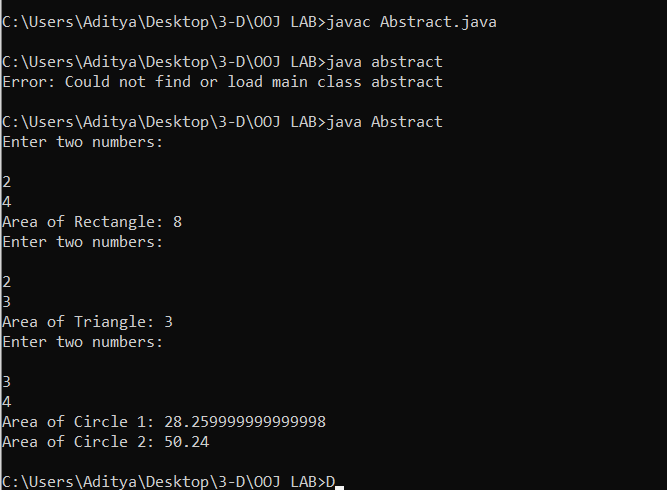 C:\Users\Aditya\Desktop\3-D\OOJ LAB>javac Abstract.java
C:\Users\Aditya\Desktop\3-D\OOJ LAB>java abstract
Error: Could not find or load main class abstract
C:\Users\Aditya\Desktop\3-D\OOJ LAB>java Abstract
Enter two numbers:
2
4
Area of Rectangle: 8
Enter two numbers:
2
3
Area of Triangle: 3
Enter two numbers:
3
4
Area of Circle 1: 28.259999999999998
Area of Circle 2: 50.24
C:\Users\Aditya\Desktop\3-D\OOJ LAB>D